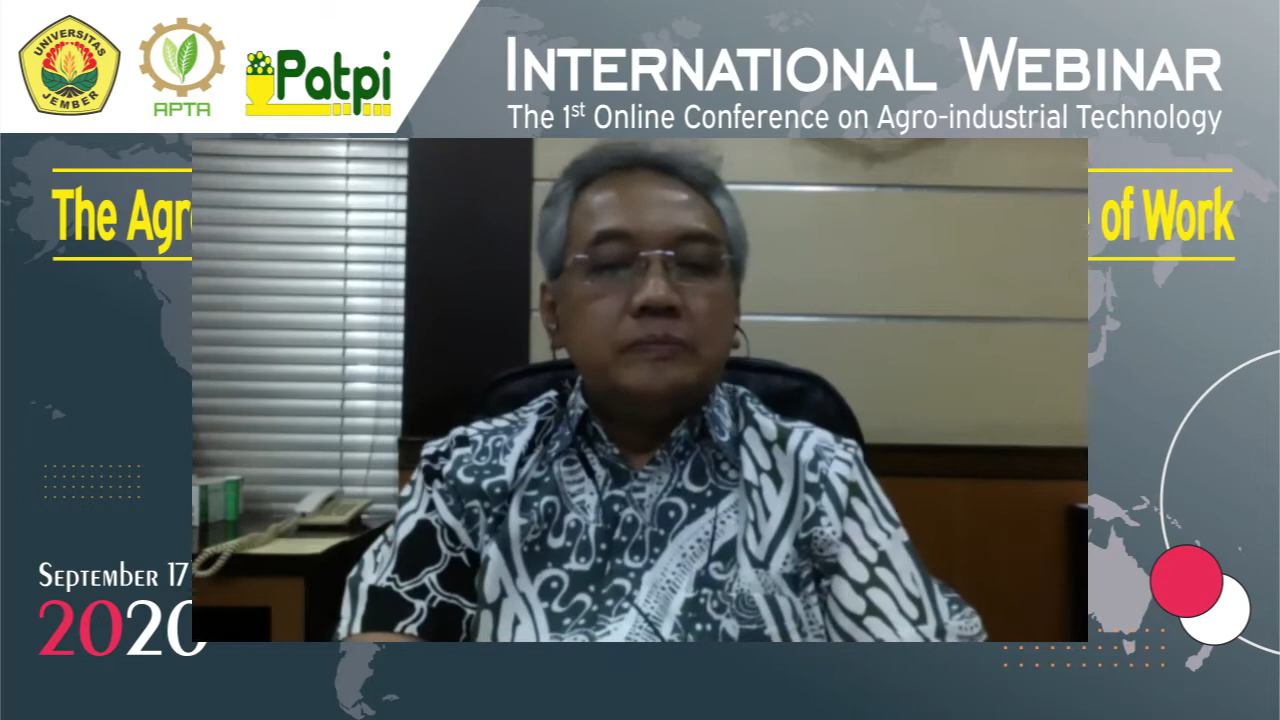 UNIVERSITAS
JEMBER
APTA
Patpi
INTERNATIONAL WEBINAR
The 1st Online Conference on Agro-industrial Technology
The Agr
of Work
SEPTEMBER 17
2020